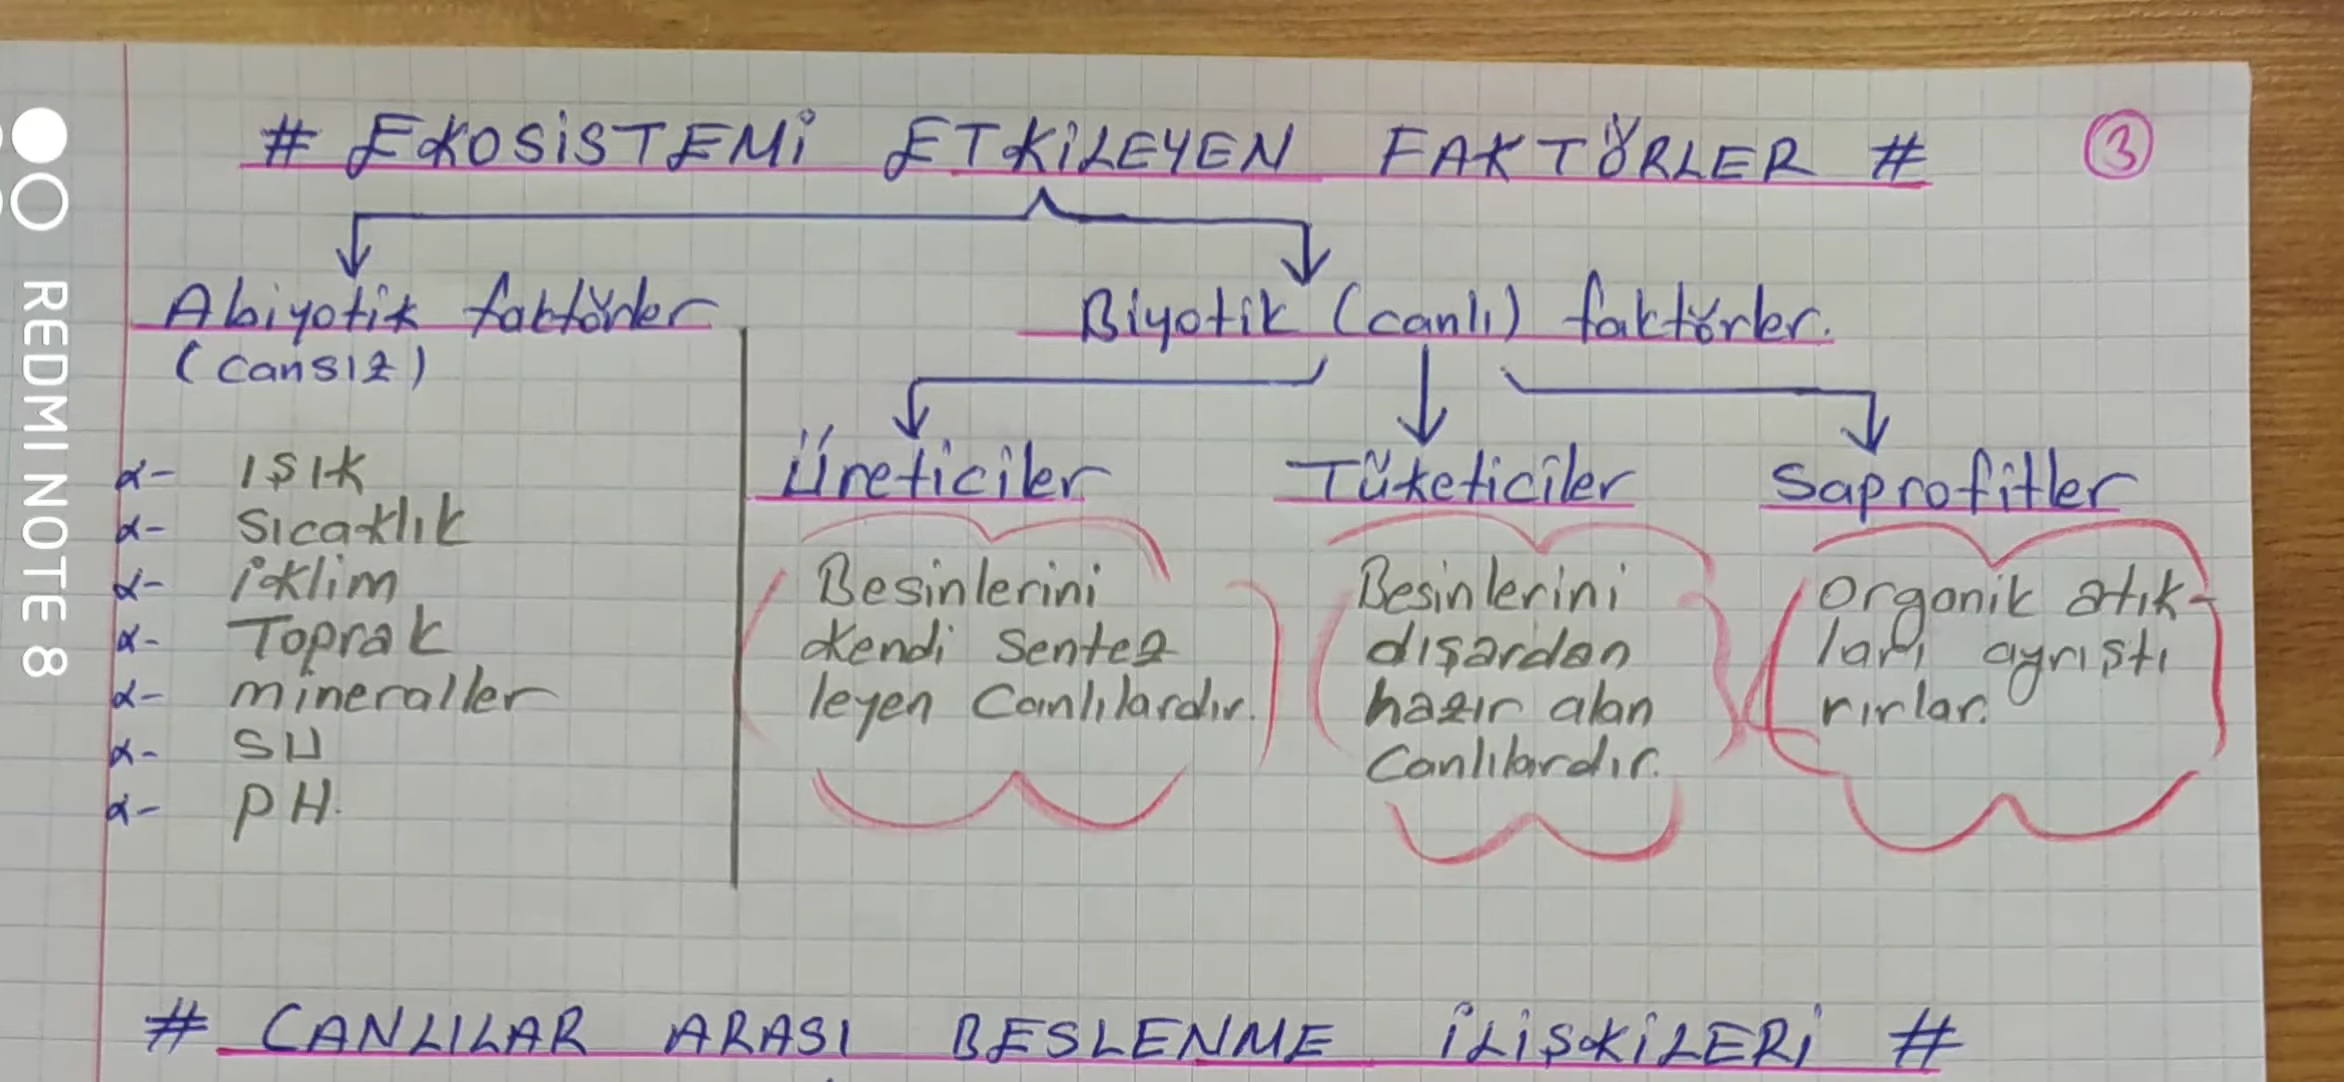 # EKOSİSTEMİ ETKİLEYEN FAKTÖRLER #
3
Abiyotik faktörler
(cansız)
α- ışık
α- sıcaklık
α- iklim
α- Toprak
α- mineraller
α- su
α- PH.
Biyotik (canlı) faktörler.
Üreticiler
Besinlerini
kendi sentez
leyen Canlılardır.
Tüketiciler
Besinlerini
dışardan
hazır alan
Canlılardır.
Saprofitler
Organik atık-
ları ayrıştı
rırlar.
# CANLILAR ARASI BESLENME İLİŞKİLERİ #
REDMI NOTE 8